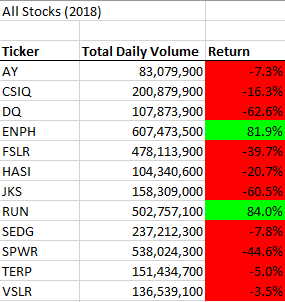 All Stocks (2018)
Ticker Total Daily Volume Return
AY 83,079,900 -7.3%
CSIQ 200,879,900 -16.3%
DQ 107,873,900 -62.6%
ENPH 607,473,500 81.9%
FSLR 478,113,900 -39.7%
HASI 104,340,600 -20.7%
JKS 158,309,000 -60.5%
RUN 502,757,100 84.0%
SEDG 237,212,300 -7.8%
SPWR 538,024,300 -44.6%
TERP 151,434,700 -5.0%
VSLR 136,539,100 -3.5%